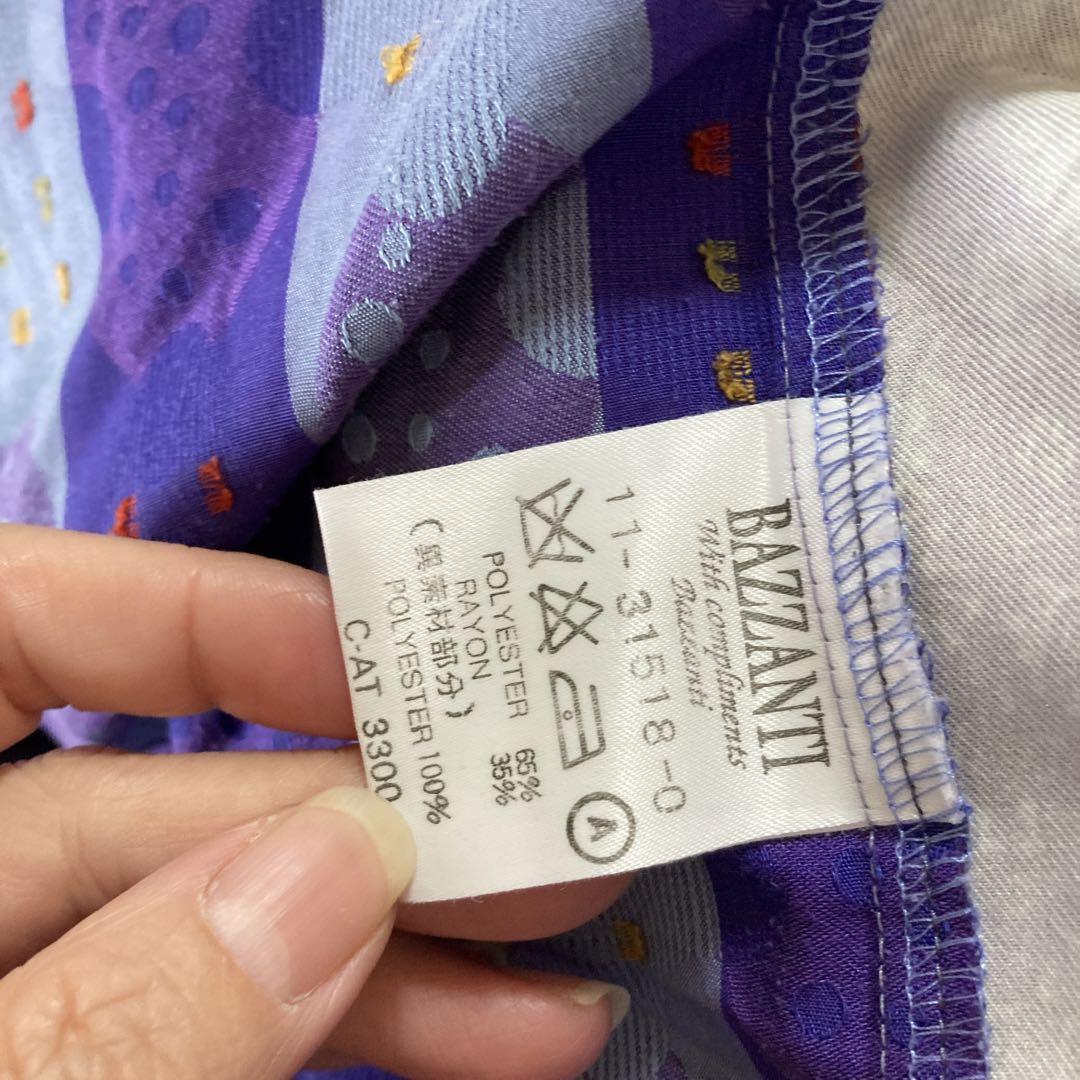 BAZZANTI
With compliments
Bassanti
11-31518-0
A
POLYESTER 65%
RAYON 35%
(異素材部分)
POLYESTER 100%
C-AT 3300